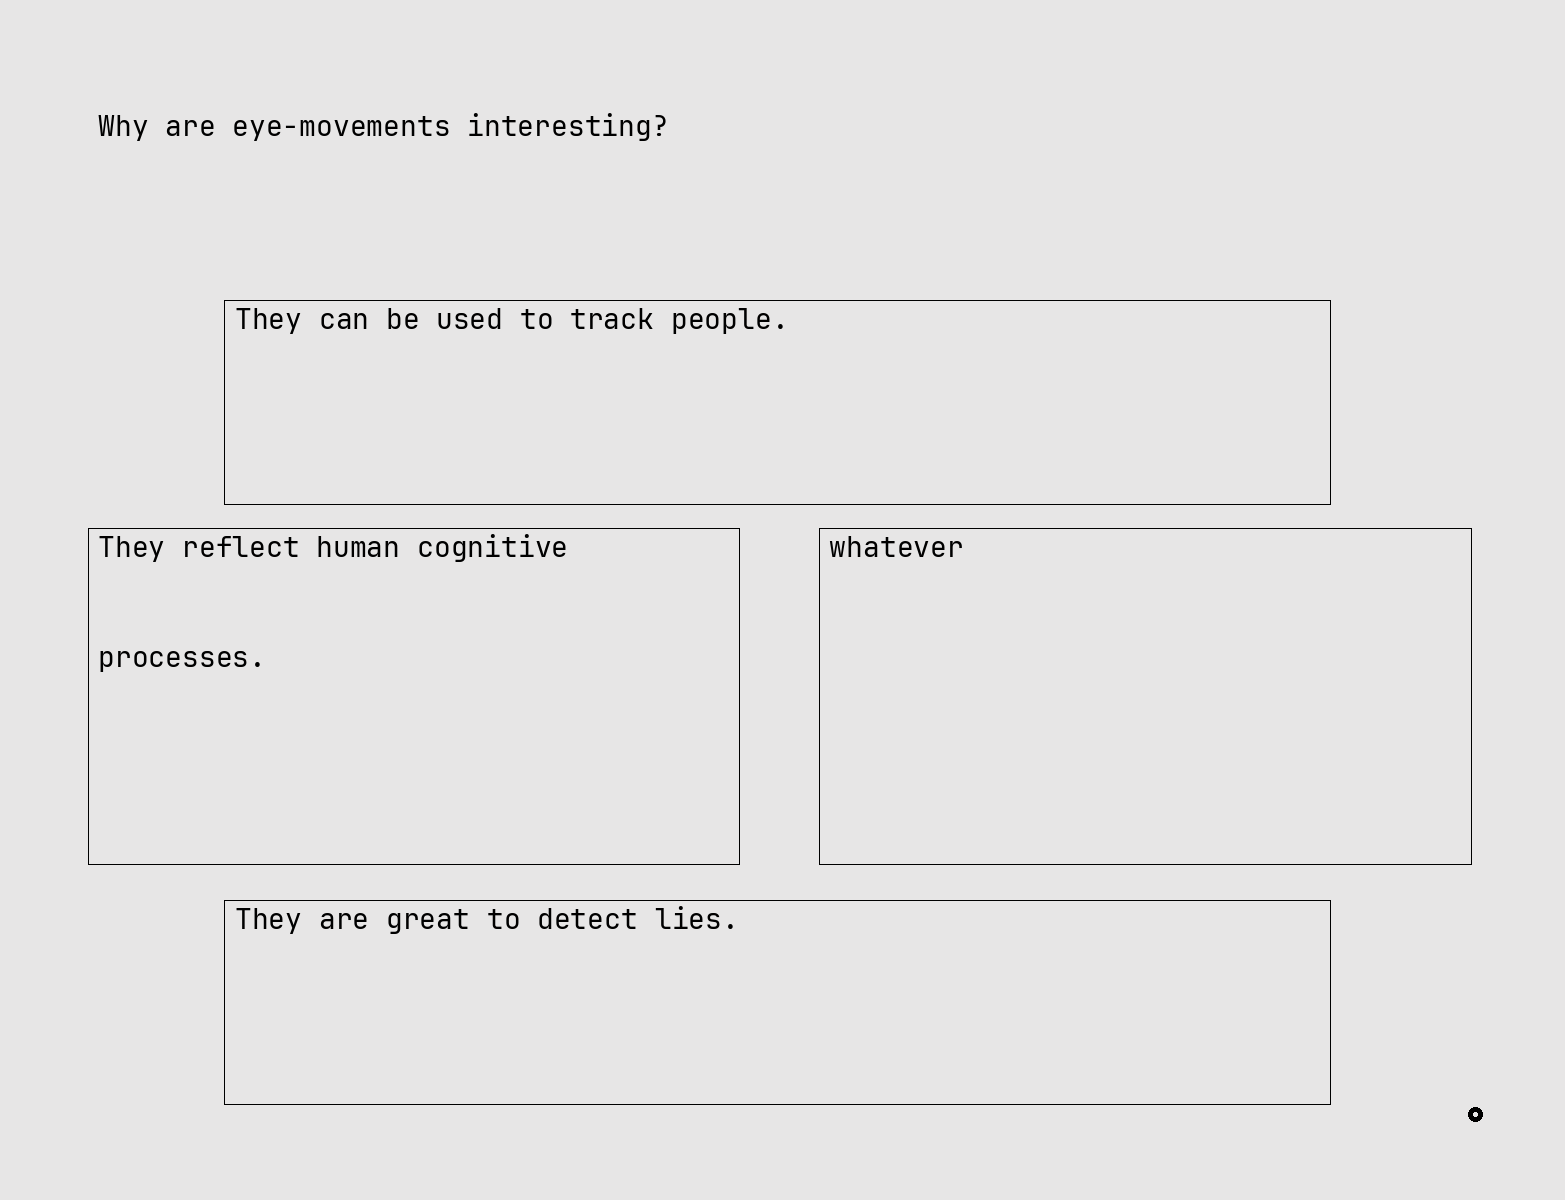 Why are eye-movements interesting?
They can be used to track people.
They reflect human cognitive
processes.
whatever
They are great to detect lies.